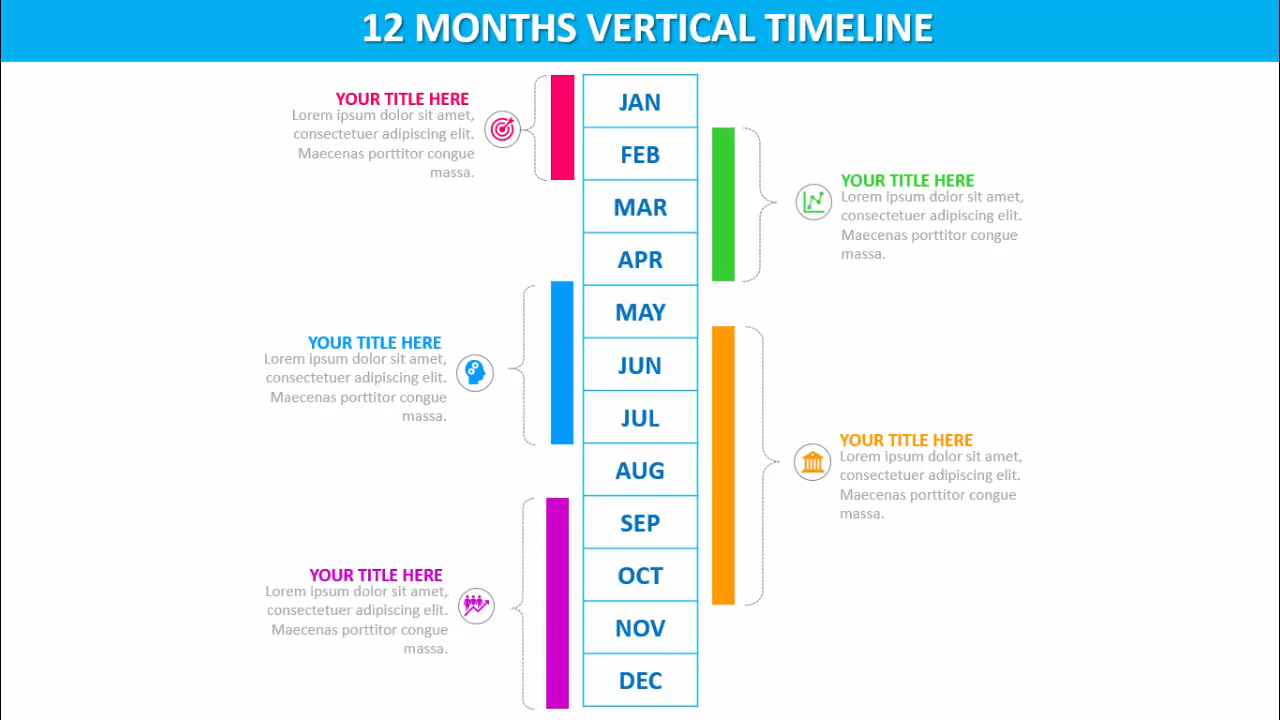 12 MONTHS VERTICAL TIMELINE
YOUR TITLE HERE
Lorem ipsum dolor sit amet,
consectetuer adipiscing elit.
Maecenas porttitor congue
massa.
JAN
FEB
MAR
APR
MAY
JUN
JUL
AUG
SEP
OCT
NOV
DEC
YOUR TITLE HERE
Lorem ipsum dolor sit amet,
consectetuer adipiscing elit.
Maecenas porttitor congue
massa.
YOUR TITLE HERE
Lorem ipsum dolor sit amet,
consectetuer adipiscing elit.
Maecenas porttitor congue
massa.
YOUR TITLE HERE
Lorem ipsum dolor sit amet,
consectetuer adipiscing elit.
Maecenas porttitor congue
massa.
YOUR TITLE HERE
Lorem ipsum dolor sit amet,
consectetuer adipiscing elit.
Maecenas porttitor congue
massa.